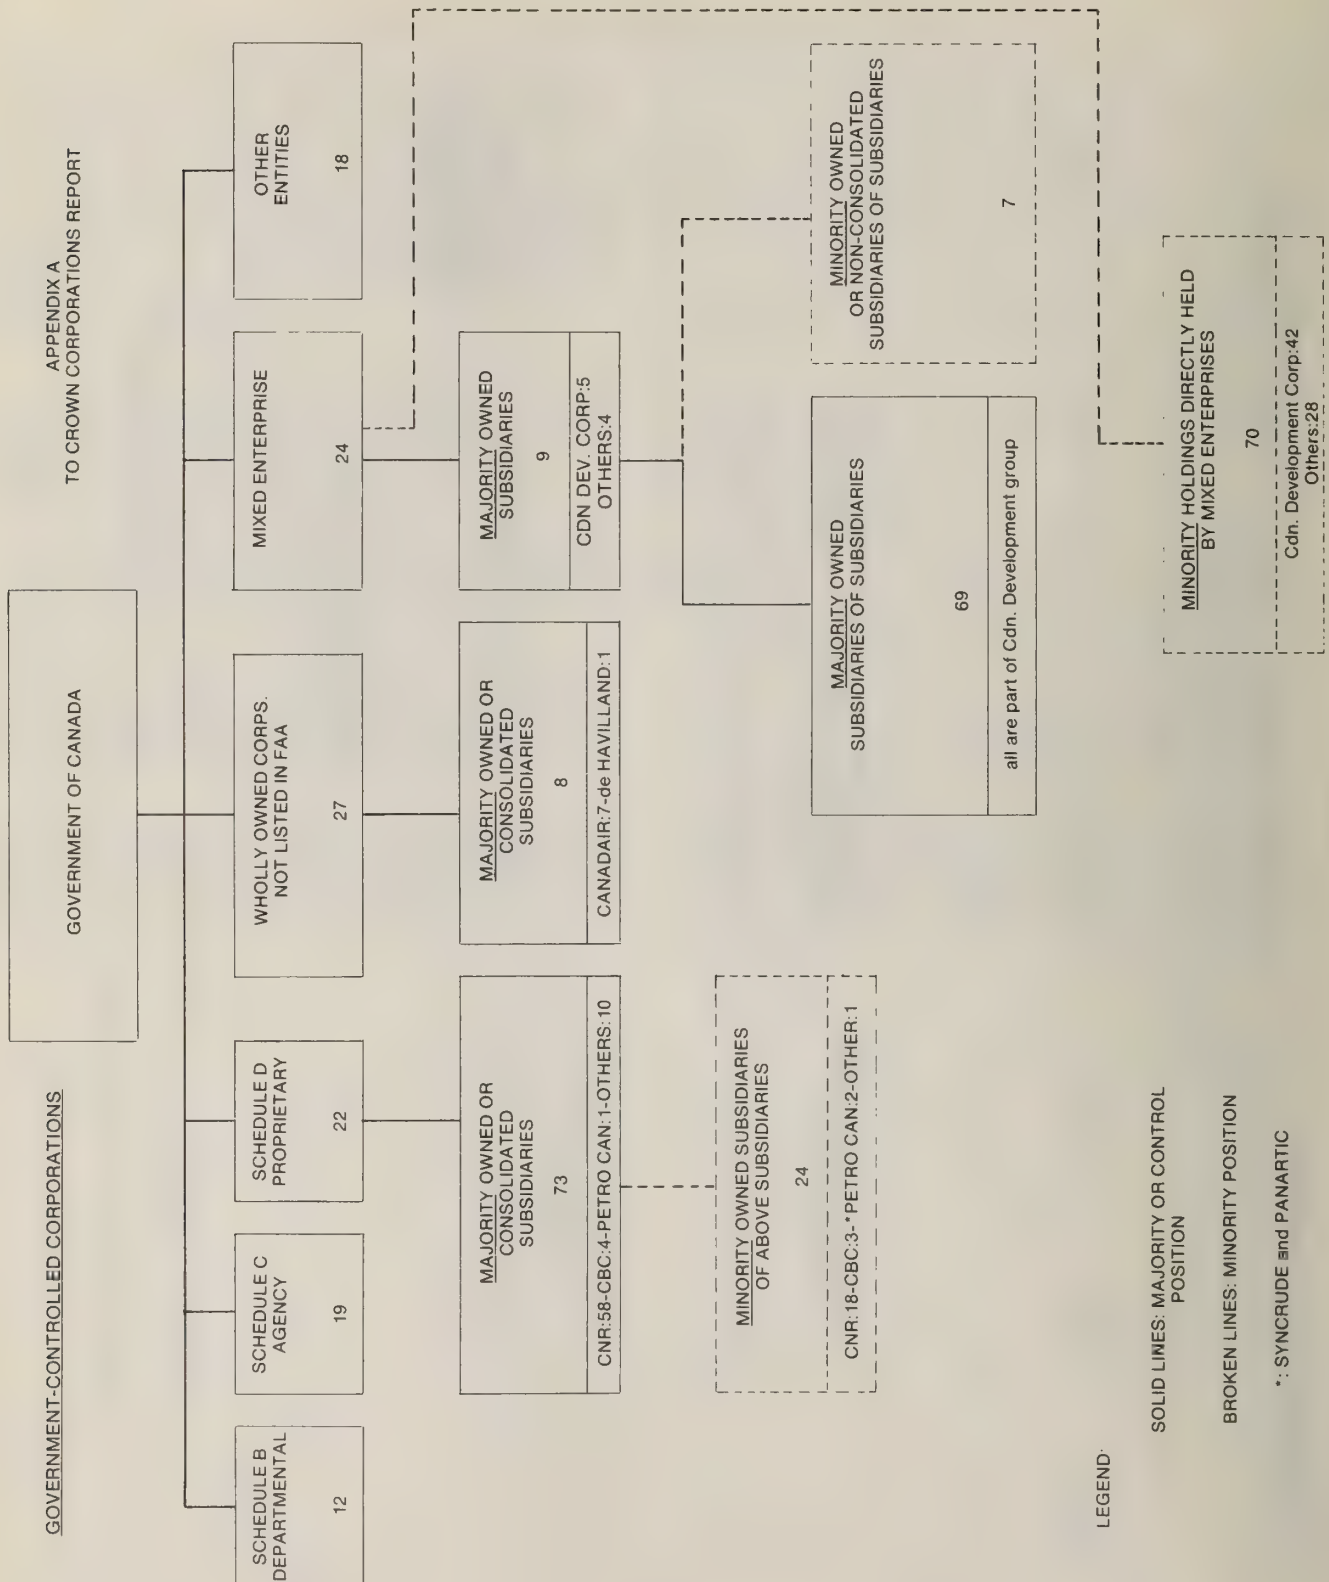 GOVERNMENT-CONTROLLED CORPORATIONS
APPENDIX A
TO CROWN CORPORATIONS REPORT
GOVERNMENT OF CANADA
SCHEDULE B
DEPARTMENTAL
12
SCHEDULE C
AGENCY
19
SCHEDULE D
PROPRIETARY
22
WHOLLY OWNED CORPS.
NOT LISTED IN FAA
27
MIXED ENTERPRISE
24
OTHER
ENTITIES
18
MAJORITY OWNED OR
CONSOLIDATED
SUBSIDIARIES
73
CNR:58-CBC:4-PETRO CAN:1-OTHERS:10
MAJORITY OWNED OR
CONSOLIDATED
SUBSIDIARIES
8
CANADAIR:7-de HAVILLAND:1
MAJORITY OWNED
SUBSIDIARIES
9
CDN DEV. CORP:5
OTHERS:4
MINORITY OWNED SUBSIDIARIES
OF ABOVE SUBSIDIARIES
24
CNR:18-CBC:3-*PETRO CAN:2-OTHER:1
MAJORITY OWNED
SUBSIDIARIES OF SUBSIDIARIES
69
all are part of Cdn. Development group
MINORITY OWNED
OR NON-CONSOLIDATED
SUBSIDIARIES OF SUBSIDIARIES
7
MINORITY HOLDINGS DIRECTLY HELD
BY MIXED ENTERPRISES
70
Cdn. Development Corp:42
Others:28
LEGEND:
SOLID LINES: MAJORITY OR CONTROL
POSITION
BROKEN LINES: MINORITY POSITION
*: SYNCRUDE and PANARTIC